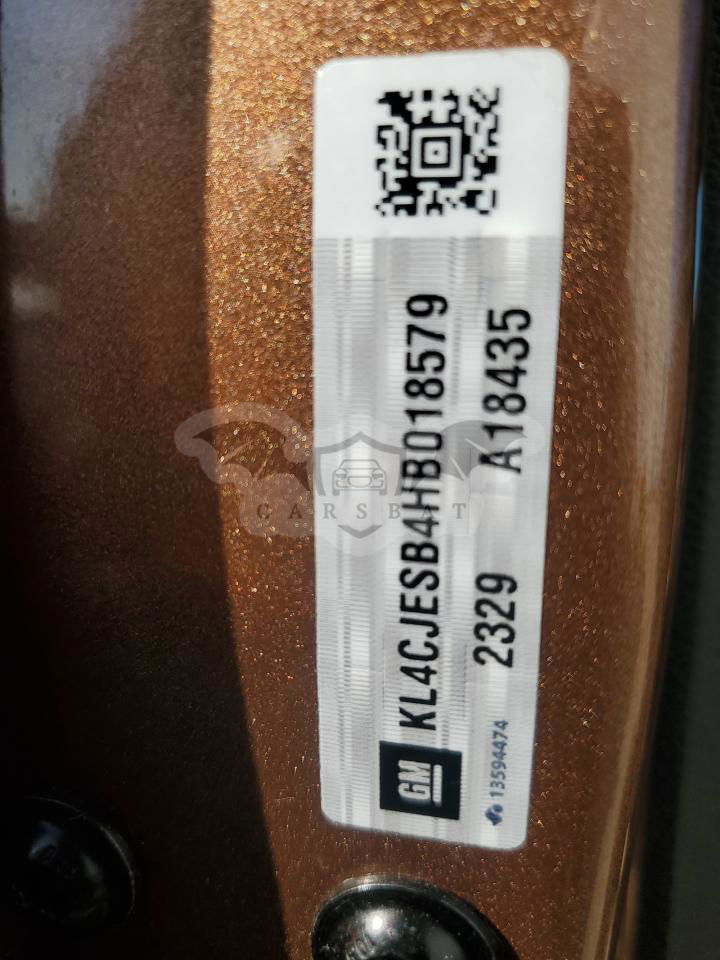 GM KL4CJESB4HB018579
2329 A18435
13594474
CARSBAT